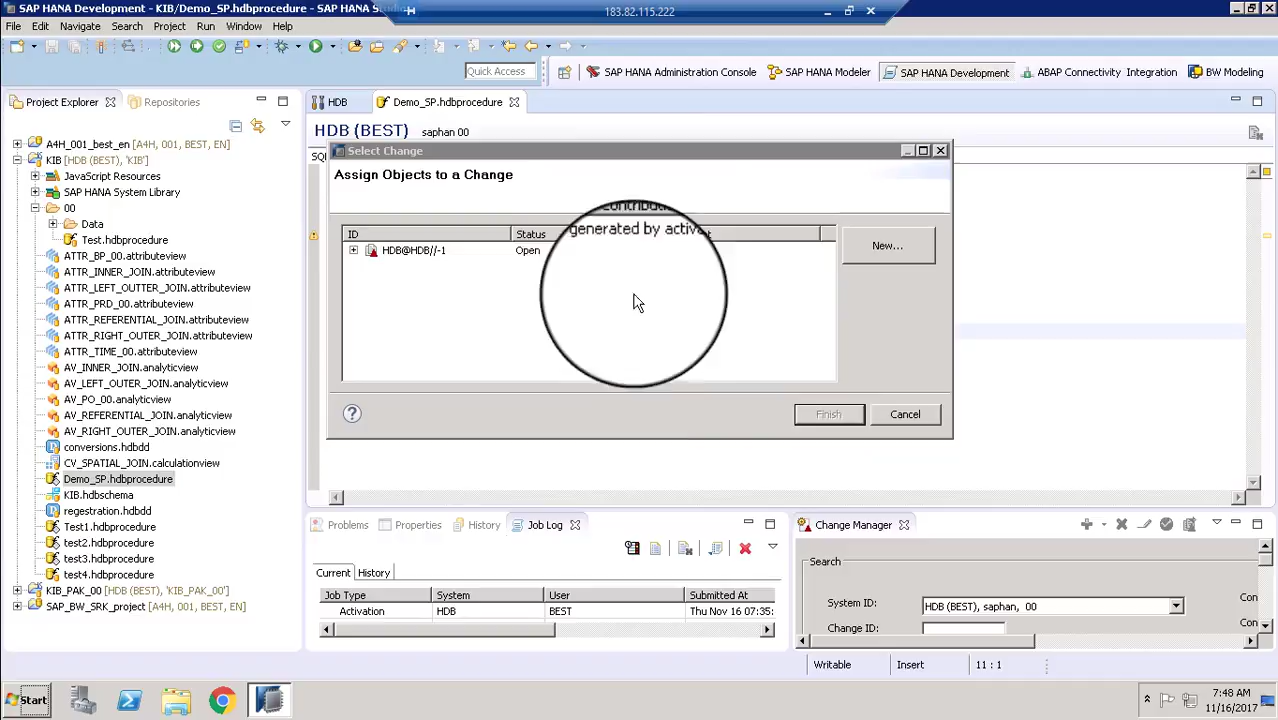 SAP HANA Development - KIB/Demo_SP.hdbprocedure - SAP HANA Stu
183.82.115.222
File Edit Navigate Search Project Run Window Help
Quick Access
SAP HANA Administration Console
SAP HANA Modeler
SAP HANA Development
ABAP Connectivity
Integration
BW Modeling
Project Explorer
Repositories
A4H_001_best_en [A4H, 001, BEST, EN]
KIB [HDB (BEST), 'KIB']
JavaScript Resources
SAP HANA System Library
00
Data
Test.hdbprocedure
ATTR_BP_00.attributeview
ATTR_INNER_JOIN.attributeview
ATTR_LEFT_OUTTER_JOIN.attributeview
ATTR_PRD_00.attributeview
ATTR_REFERENTIAL_JOIN.attributeview
ATTR_RIGHT_OUTER_JOIN.attributeview
ATTR_TIME_00.attributeview
AV_INNER_JOIN.analyticview
AV_LEFT_OUTER_JOIN.analyticview
AV_PO_00.analyticview
AV_REFERENTIAL_JOIN.analyticview
AV_RIGHT_OUTER_JOIN.analyticview
conversions.hdbdd
CV_SPATIAL_JOIN.calculationview
Demo_SP.hdbprocedure
KIB.hdbschema
regestration.hdbdd
Test1.hdbprocedure
test2.hdbprocedure
test3.hdbprocedure
test4.hdbprocedure
KIB_PAK_00 [HDB (BEST), 'KIB_PAK_00']
SAP_BW_SRK_project [A4H, 001, BEST, EN]
HDB
Demo_SP.hdbprocedure
HDB (BEST) saphan 00
SQ
Select Change
Assign Objects to a Change
generated by activ
ID Status
HDB@HDB//-1 Open
New...
Finish
Cancel
Problems
Properties
History
Job Log
Current History
Job Type System User Submitted At
Activation HDB BEST Thu Nov 16 07:35:
Change Manager
Search
System ID: HDB (BEST), saphan, 00
Con
Change ID:
Con
Writable Insert 11 : 1
Start
7:48 AM
11/16/2017